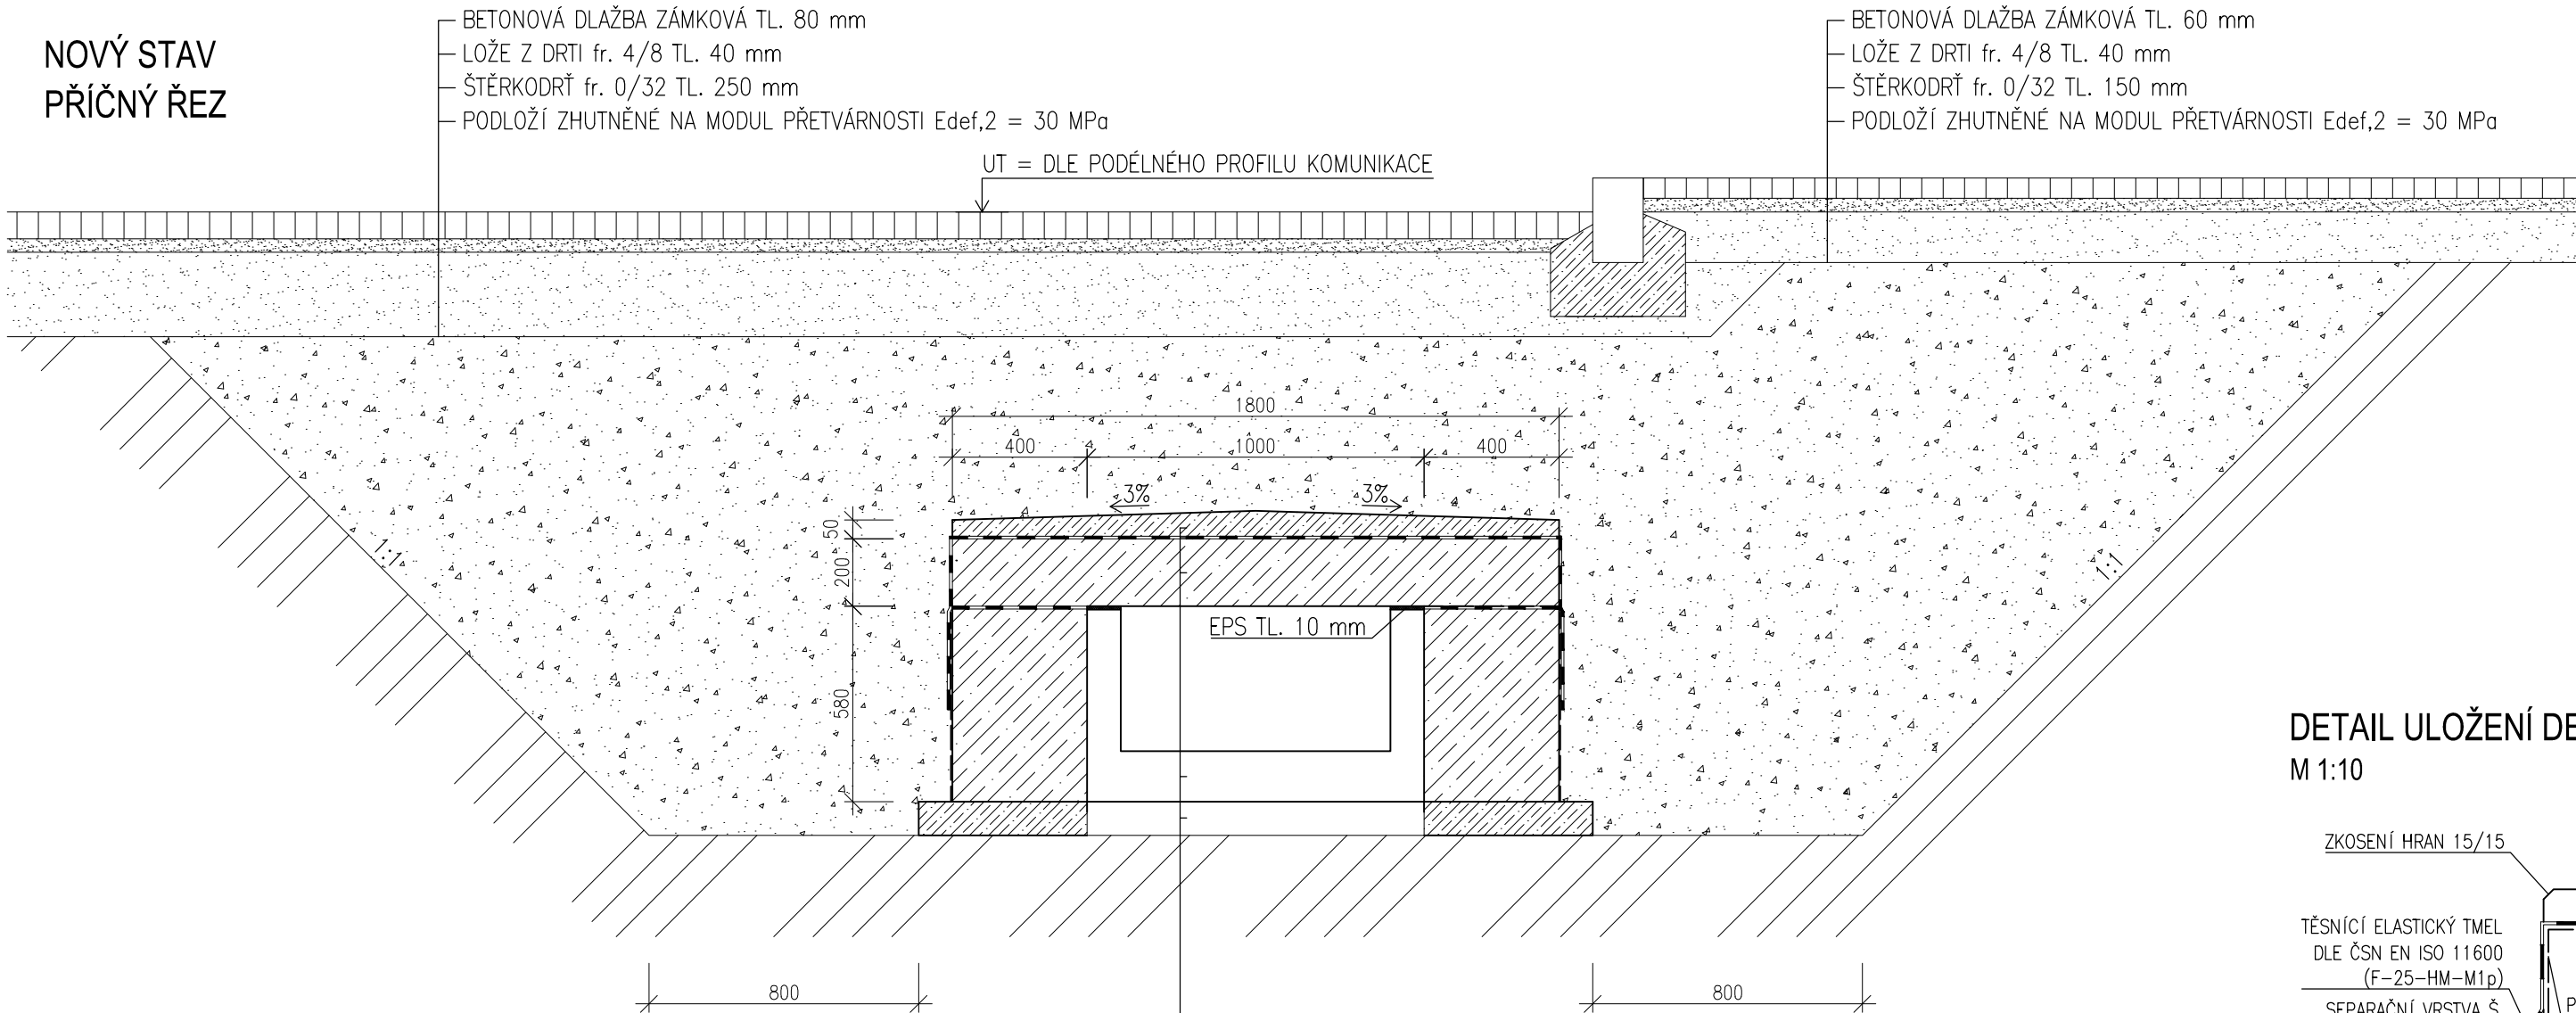 NOVÝ STAV
PŘÍČNÝ ŘEZ
BETONOVÁ DLAŽBA ZÁMKOVÁ TL. 80 mm
LOŽE Z DRTI fr. 4/8 TL. 40 mm
ŠTĚRKODRŤ fr. 0/32 TL. 250 mm
PODLOŽÍ ZHUTNĚNÉ NA MODUL PŘETVÁRNOSTI Edef,2 = 30 MPa
BETONOVÁ DLAŽBA ZÁMKOVÁ TL. 60 mm
LOŽE Z DRTI fr. 4/8 TL. 40 mm
ŠTĚRKODRŤ fr. 0/32 TL. 150 mm
PODLOŽÍ ZHUTNĚNÉ NA MODUL PŘETVÁRNOSTI Edef,2 = 30 MPa
UT = DLE PODÉLNÉHO PROFILU KOMUNIKACE
1800
400
1000
400
3%
3%
50
200
580
1:1
1:1
EPS TL. 10 mm
800
800
DETAIL ULOŽENÍ DE
M 1:10
ZKOSENÍ HRAN 15/15
TĚSNÍCÍ ELASTICKÝ TMEL
DLE ČSN EN ISO 11600
(F-25-HM-M1p)
SEPARAČNÍ VRSTVA Š.
P